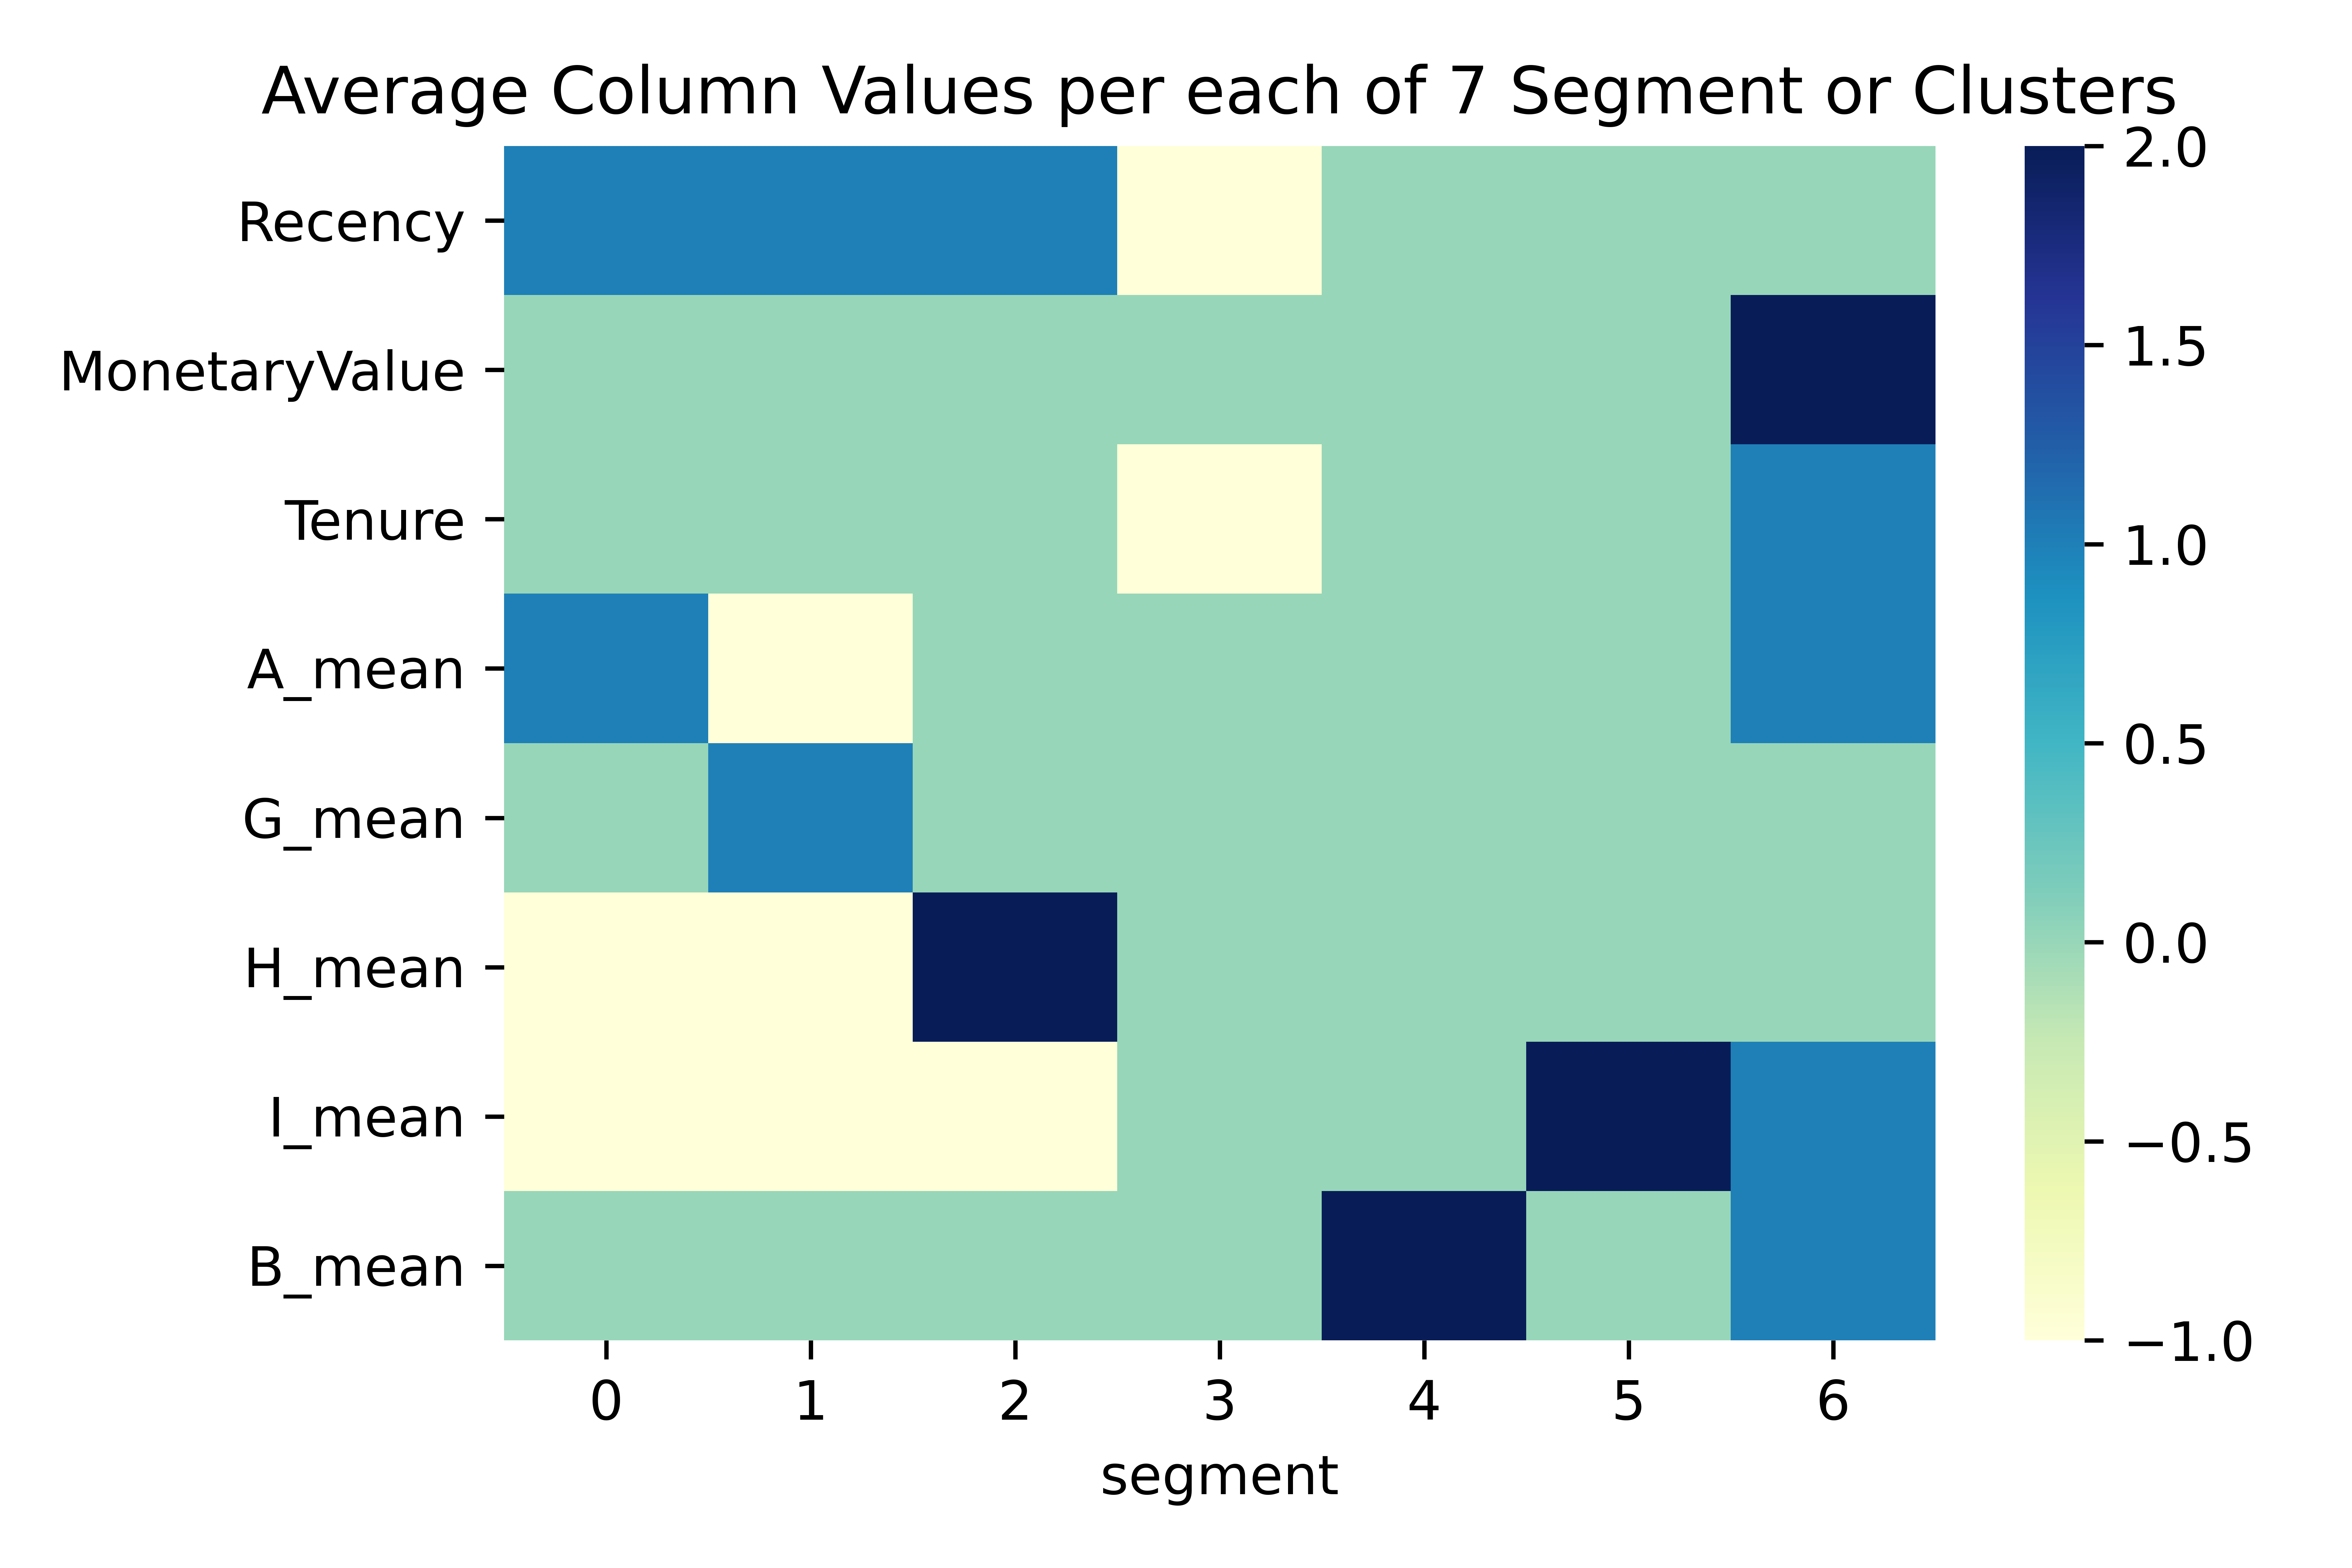 Average Column Values per each of 7 Segment or Clusters
Recency
MonetaryValue
Tenure
A_mean
G_mean
H_mean
I_mean
B_mean
0 1 2 3 4 5 6
segment
2.0
1.5
1.0
0.5
0.0
−0.5
−1.0